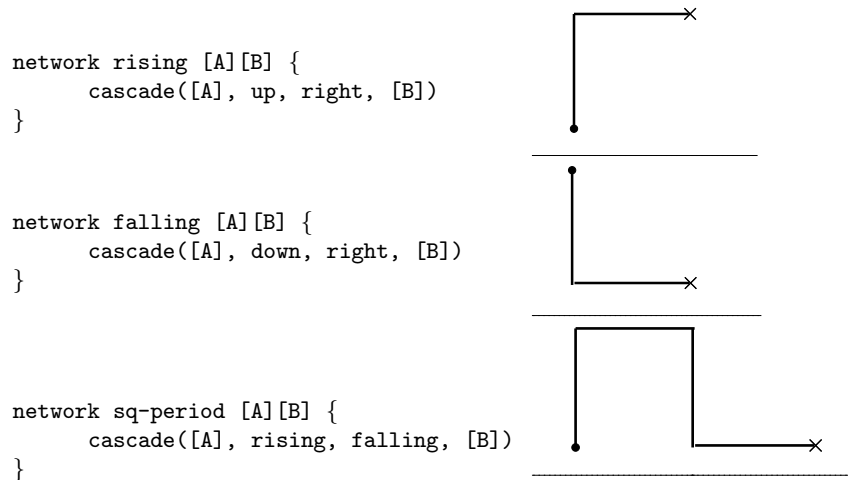 network rising [A][B] {
cascade([A], up, right, [B])
}
network falling [A][B] {
cascade([A], down, right, [B])
}
network sq-period [A][B] {
cascade([A], rising, falling, [B])
}